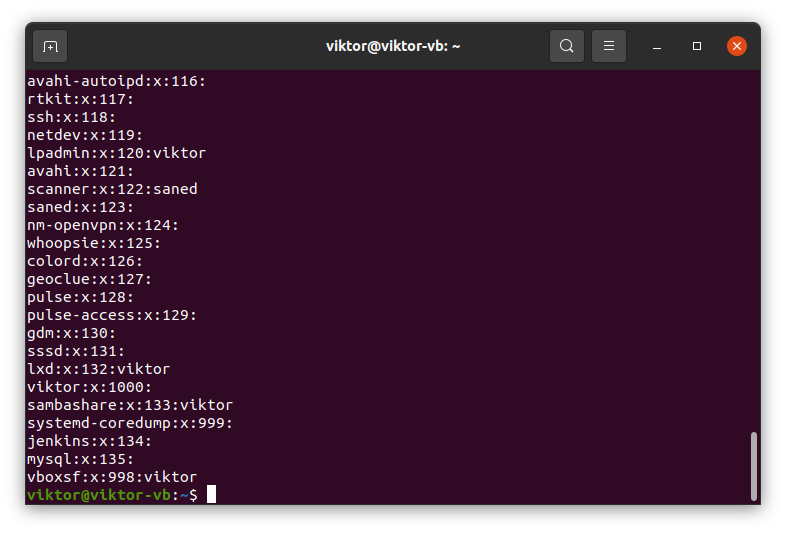 viktor@viktor-vb: ~
avahi-autoipd:x:116:
rtkit:x:117:
ssh:x:118:
netdev:x:119:
lpadmin:x:120:viktor
avahi:x:121:
scanner:x:122:saned
saned:x:123:
nm-openvpn:x:124:
whoopsie:x:125:
colord:x:126:
geoclue:x:127:
pulse:x:128:
pulse-access:x:129:
gdm:x:130:
sssd:x:131:
lxd:x:132:viktor
viktor:x:1000:
sambashare:x:133:viktor
systemd-coredump:x:999:
jenkins:x:134:
mysql:x:135:
vboxsf:x:998:viktor
viktor@viktor-vb:~$